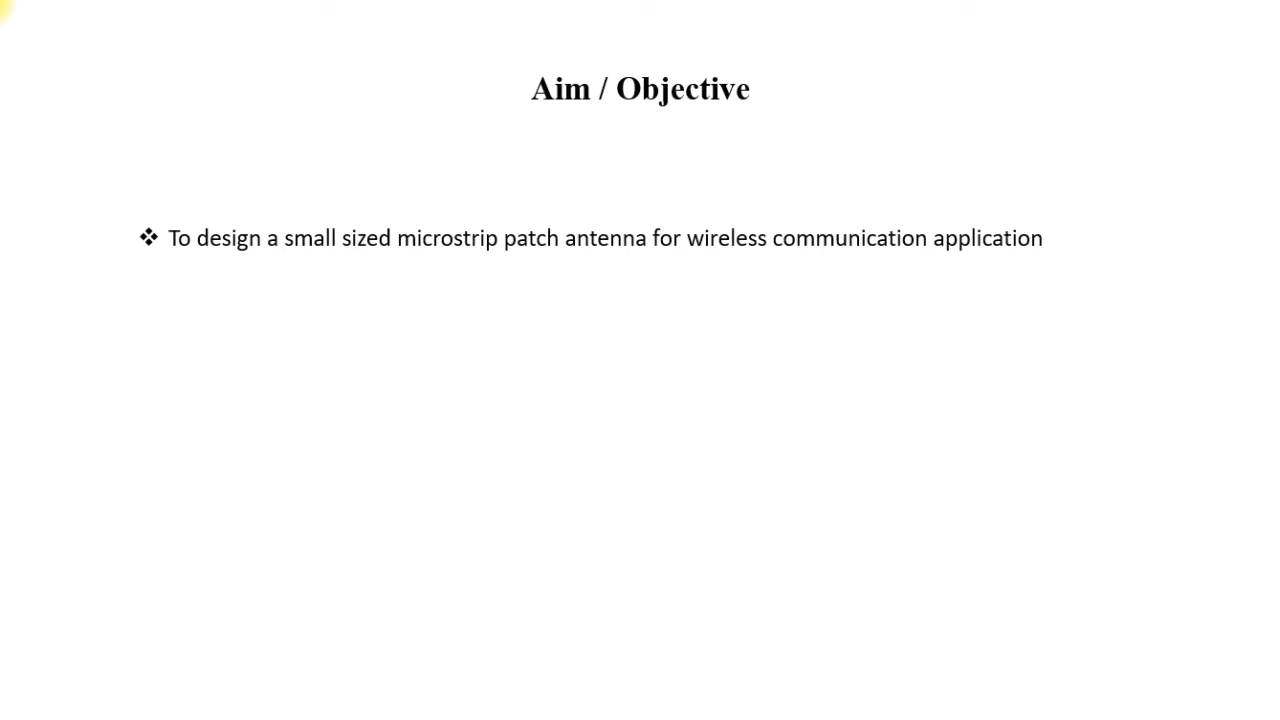 Aim / Objective
❖ To design a small sized microstrip patch antenna for wireless communication application